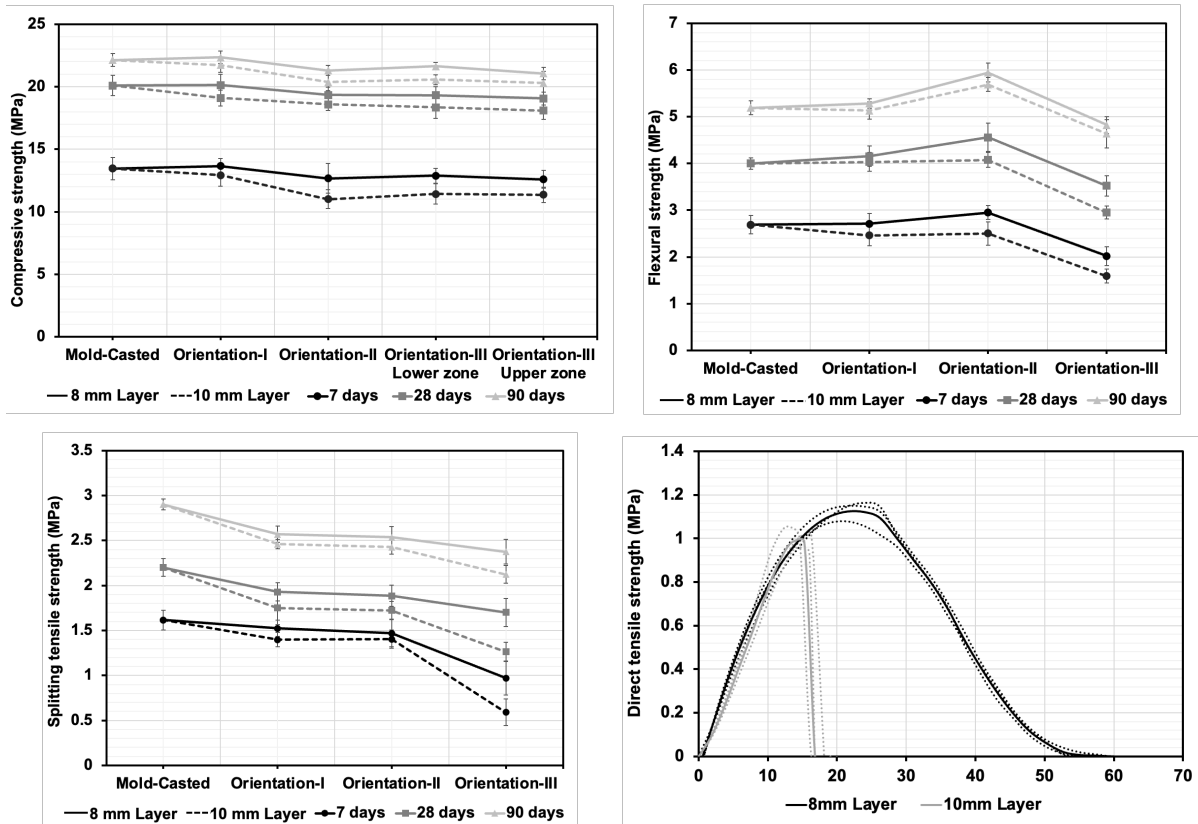 25
20
15
10
5
0
Compressive strength (MPa)
Mold-Casted Orientation-I Orientation-II Orientation-III Orientation-III
Lower zone Upper zone
8 mm Layer 10 mm Layer 7 days 28 days 90 days
7
6
5
4
3
2
1
0
Flexural strength (MPa)
Mold-Casted Orientation-I Orientation-II Orientation-III
8 mm Layer 10 mm Layer 7 days 28 days 90 days
3.5
3
2.5
2
1.5
1
0.5
0
Splitting tensile strength (MPa)
Mold-Casted Orientation-I Orientation-II Orientation-III
8 mm Layer 10 mm Layer 7 days 28 days 90 days
1.4
1.2
1
0.8
0.6
0.4
0.2
0
Direct tensile strength (MPa)
0 10 20 30 40 50 60 70
8mm Layer 10mm Layer